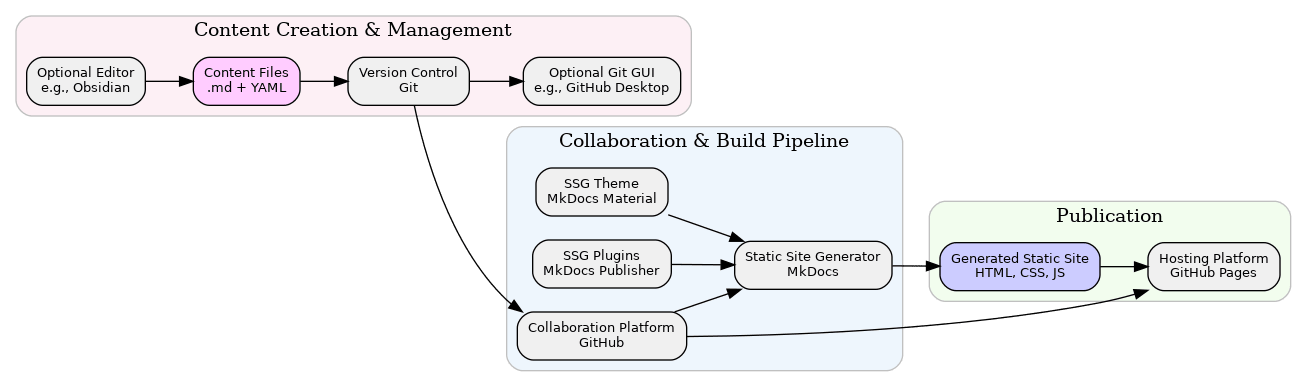 Content Creation & Management
Optional Editor
e.g., Obsidian
Content Files
.md + YAML
Version Control
Git
Optional Git GUI
e.g., GitHub Desktop
Collaboration & Build Pipeline
SSG Theme
MkDocs Material
SSG Plugins
MkDocs Publisher
Collaboration Platform
GitHub
Static Site Generator
MkDocs
Publication
Generated Static Site
HTML, CSS, JS
Hosting Platform
GitHub Pages